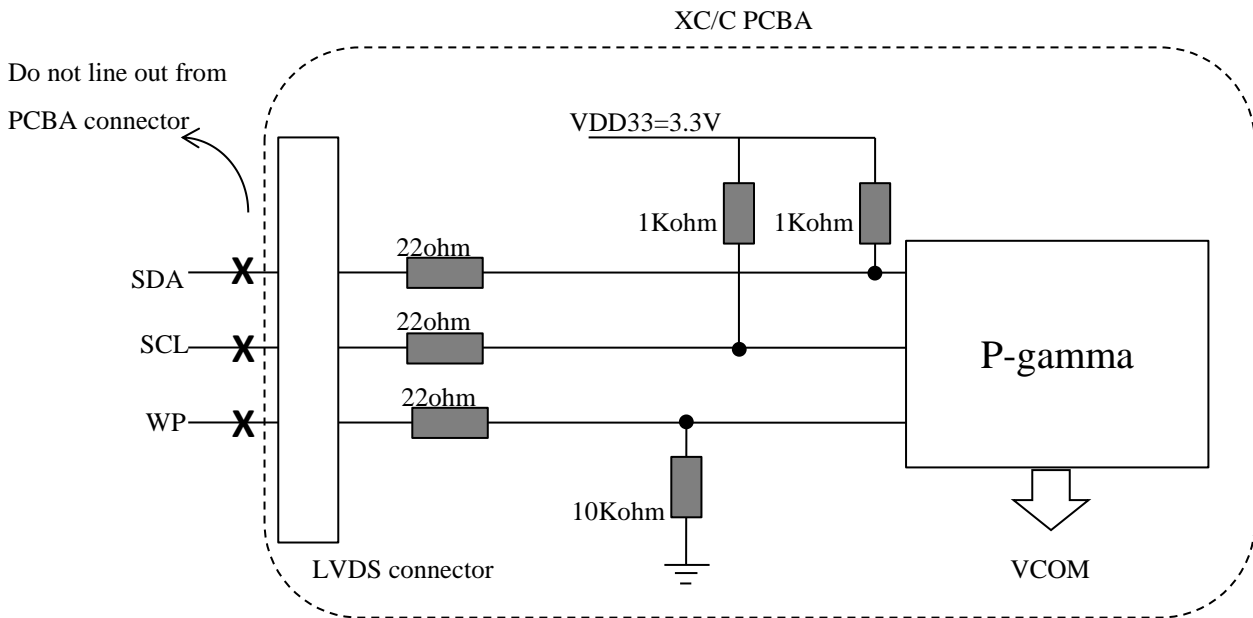 XC/C PCBA
Do not line out from
PCBA connector
VDD33=3.3V
1Kohm
1Kohm
22ohm
SDA
22ohm
SCL
P-gamma
22ohm
WP
10Kohm
LVDS connector
VCOM